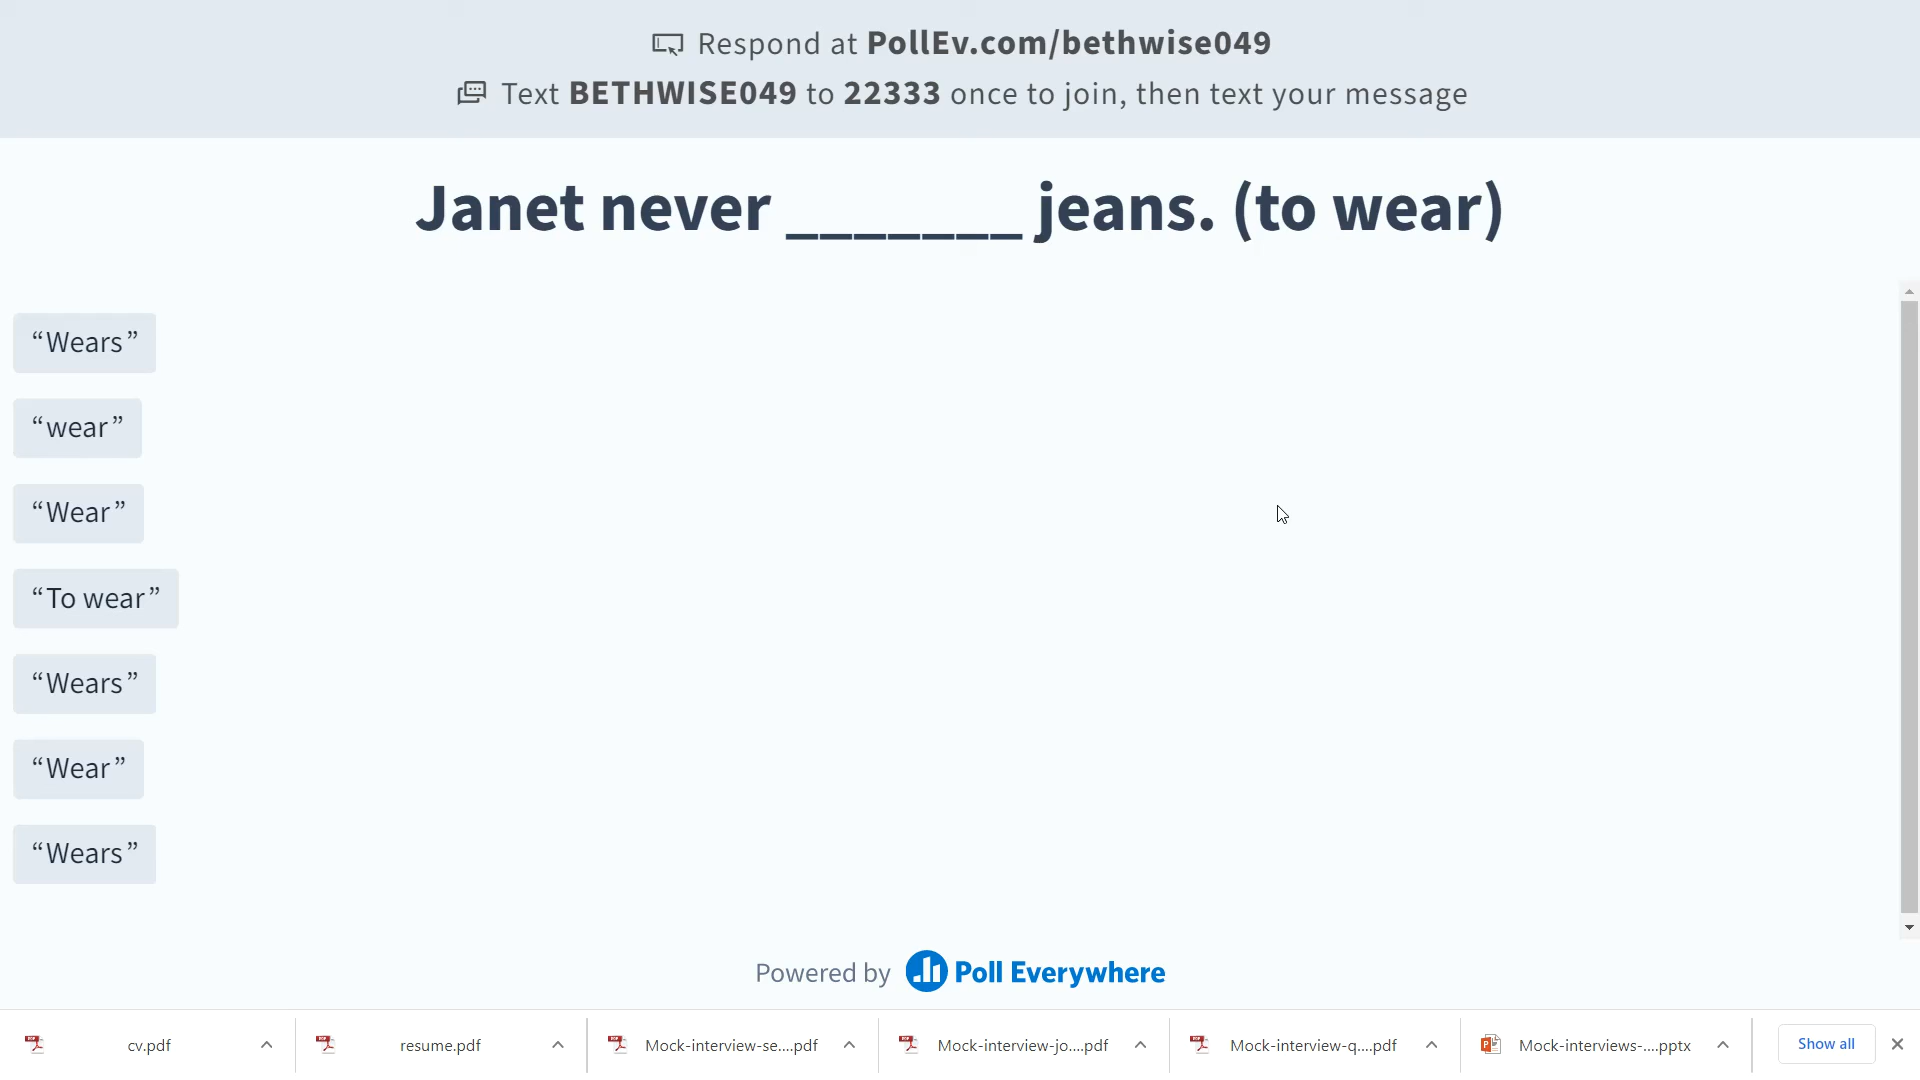 Respond at PollEv.com/bethwise049
Text BETHWISE049 to 22333 once to join, then text your message
Janet never _______ jeans. (to wear)
“Wears”
“wear”
“Wear”
“To wear”
“Wears”
“Wear”
“Wears”
Powered by Poll Everywhere
cv.pdf resume.pdf Mock-interview-se....pdf Mock-interview-jo....pdf Mock-interview-q....pdf Mock-interviews-....pptx Show all